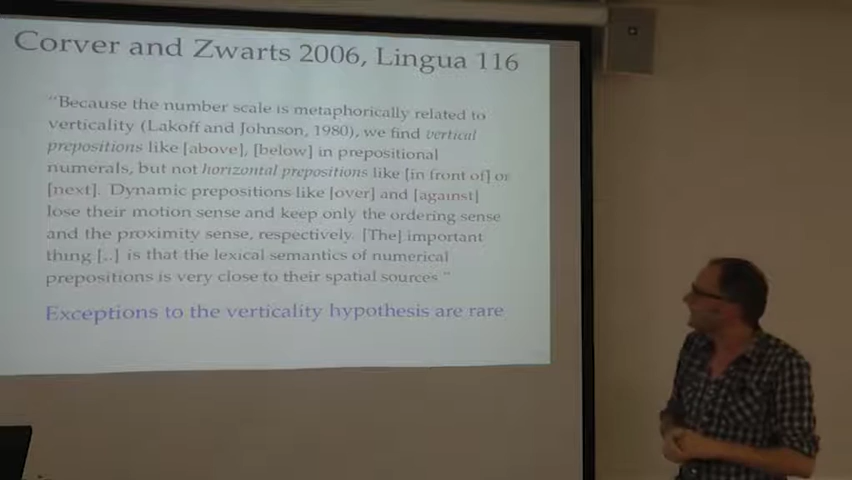 Corver and Zwarts 2006, Lingua 116
“Because the number scale is metaphorically related to
verticality (Lakoff and Johnson, 1980), we find vertical
prepositions like [above], [below] in prepositional
numerals, but not horizontal prepositions like [in front of] or
[next]. Dynamic prepositions like [over] and [against]
lose their motion sense and keep only the ordering sense
and the proximity sense, respectively. [The] important
thing [..] is that the lexical semantics of numerical
prepositions is very close to their spatial sources ”
Exceptions to the verticality hypothesis are rare